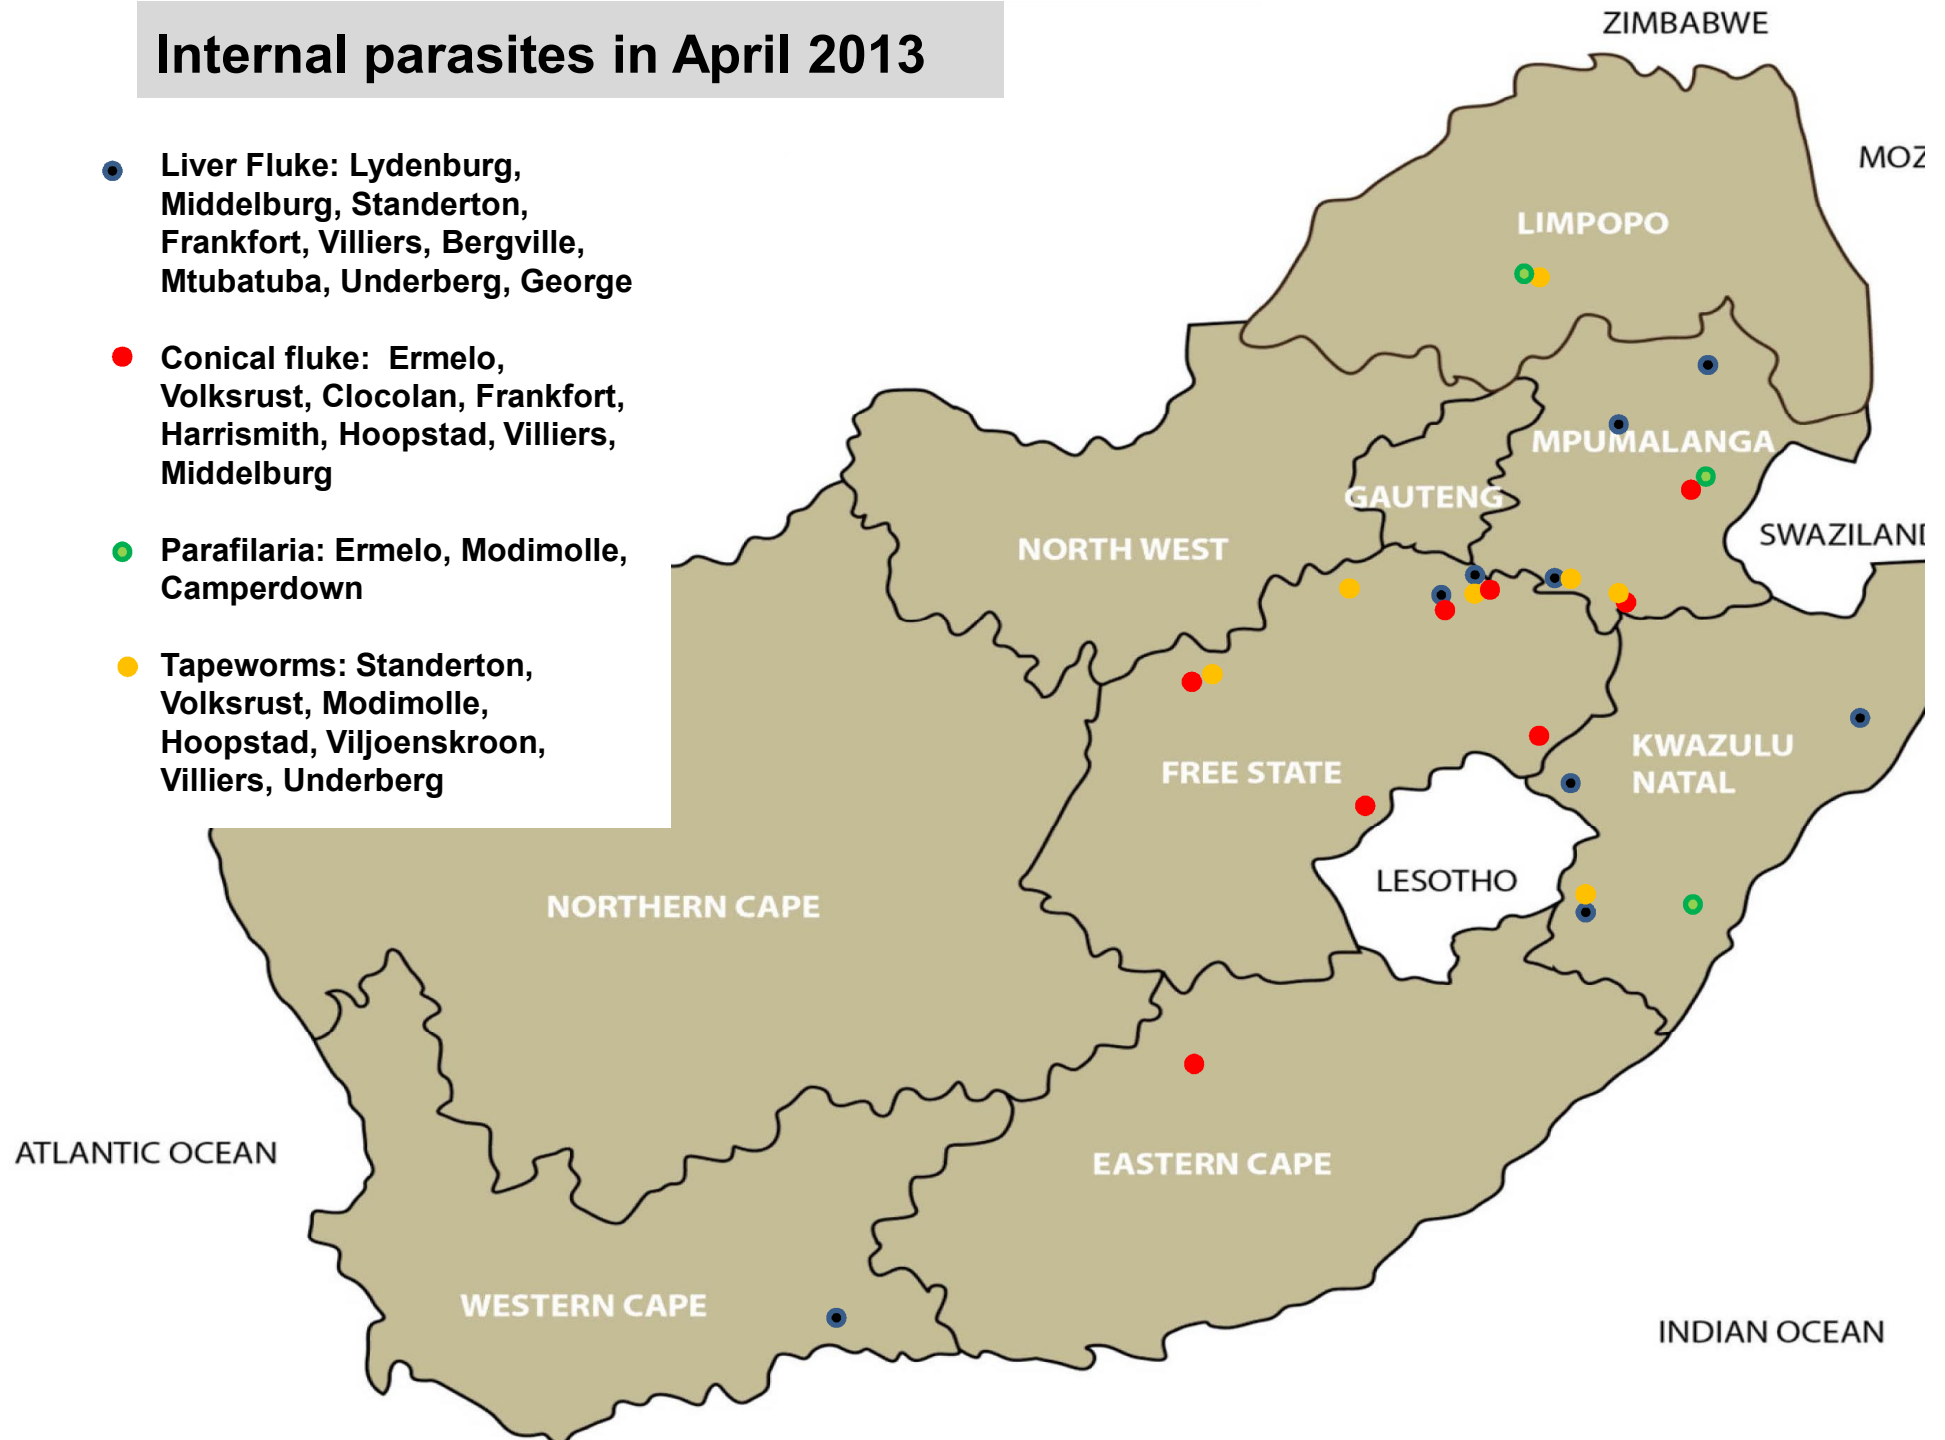 Internal parasites in April 2013
Liver Fluke: Lydenburg,
Middelburg, Standerton,
Frankfort, Villiers, Bergville,
Mtubatuba, Underberg, George
Conical fluke:  Ermelo,
Volksrust, Clocolan, Frankfort,
Harrismith, Hoopstad, Villiers,
Middelburg
Parafilaria: Ermelo, Modimolle,
Camperdown
Tapeworms: Standerton,
Volksrust, Modimolle,
Hoopstad, Viljoenskroon,
Villiers, Underberg
ZIMBABWE
MOZ
LIMPOPO
MPUMALANGA
GAUTENG
SWAZILAND
NORTH WEST
KWAZULU
NATAL
FREE STATE
LESOTHO
NORTHERN CAPE
ATLANTIC OCEAN
EASTERN CAPE
WESTERN CAPE
INDIAN OCEAN